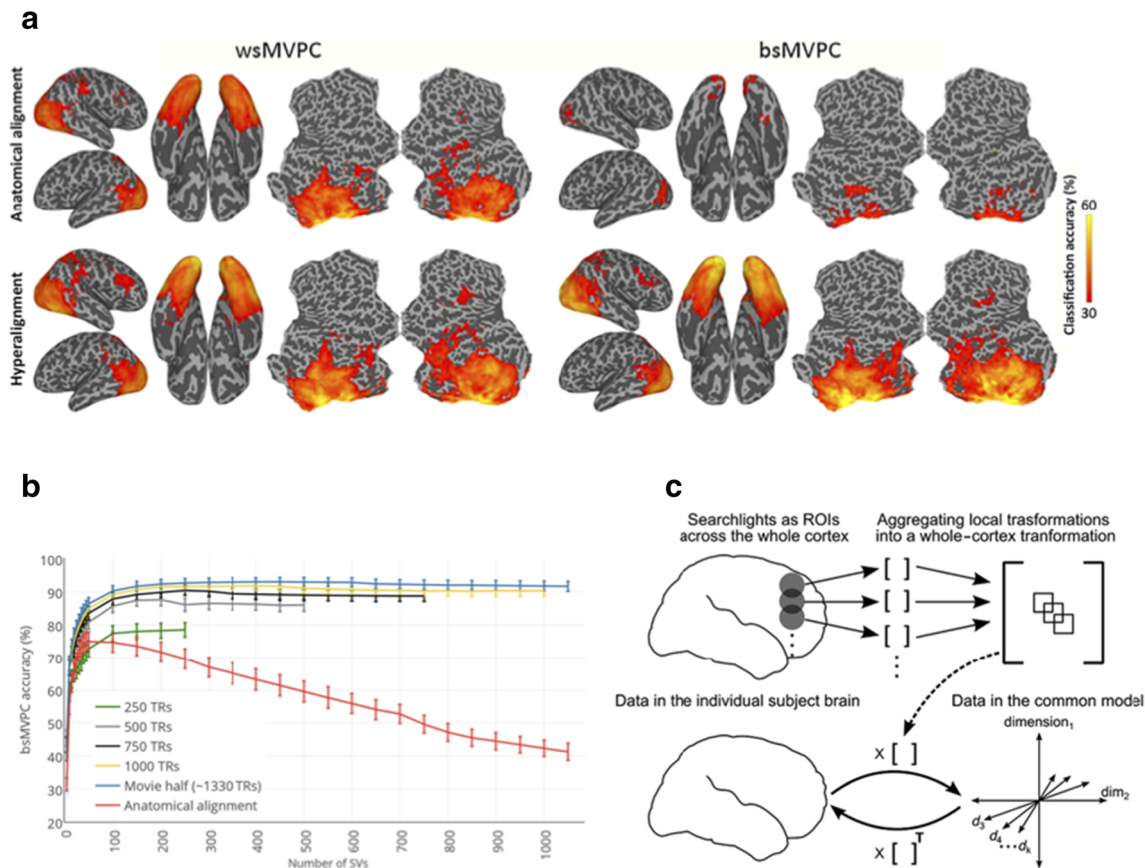 a
wsMVPC
bsMVPC
Anatomical alignment
Hyperalignment
Classification accuracy (%)
60
30
b
bsMVPC accuracy (%)
100
90
80
70
60
50
40
30
20
250 TRs
500 TRs
750 TRs
1000 TRs
Movie half (~1330 TRs)
Anatomical alignment
0
100
200
300
400
500
600
700
800
900
1000
Number of SVs
c
Searchlights as ROIs
across the whole cortex
Aggregating local trasformations
into a whole-cortex tranformation
[ ]
[ ]
[ ]
Data in the individual subject brain
Data in the common model
dimension1
dim2
d3
d4
dk
X [ ]
X [ ]T